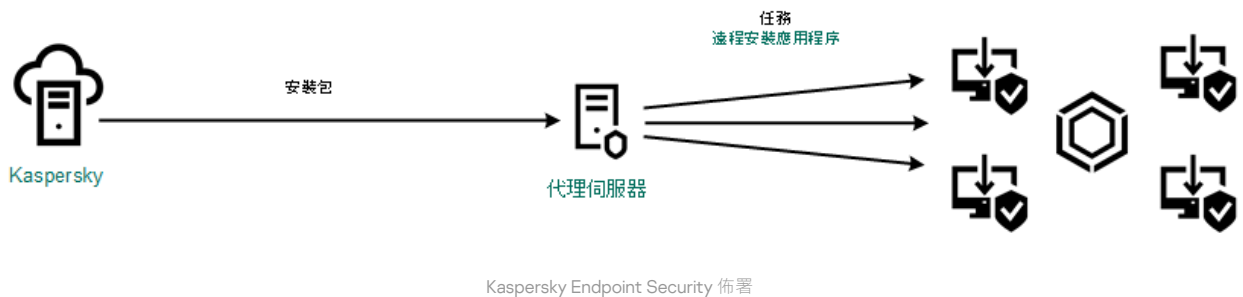 任務
遠程安裝應用程序
安裝包
Kaspersky
代理伺服器
Kaspersky Endpoint Security 佈署